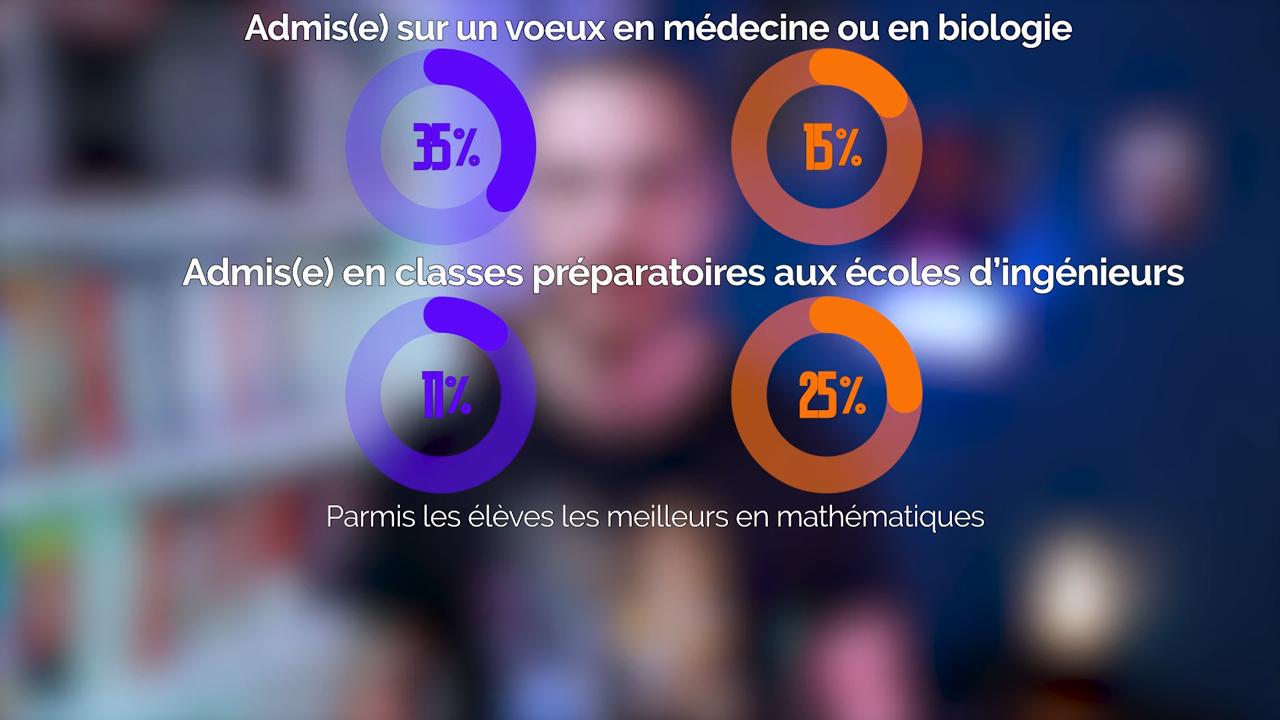 Admis(e) sur un voeux en médecine ou en biologie
35% 15%
Admis(e) en classes préparatoires aux écoles d'ingénieurs
11% 25%
Parmis les élèves les meilleurs en mathématiques